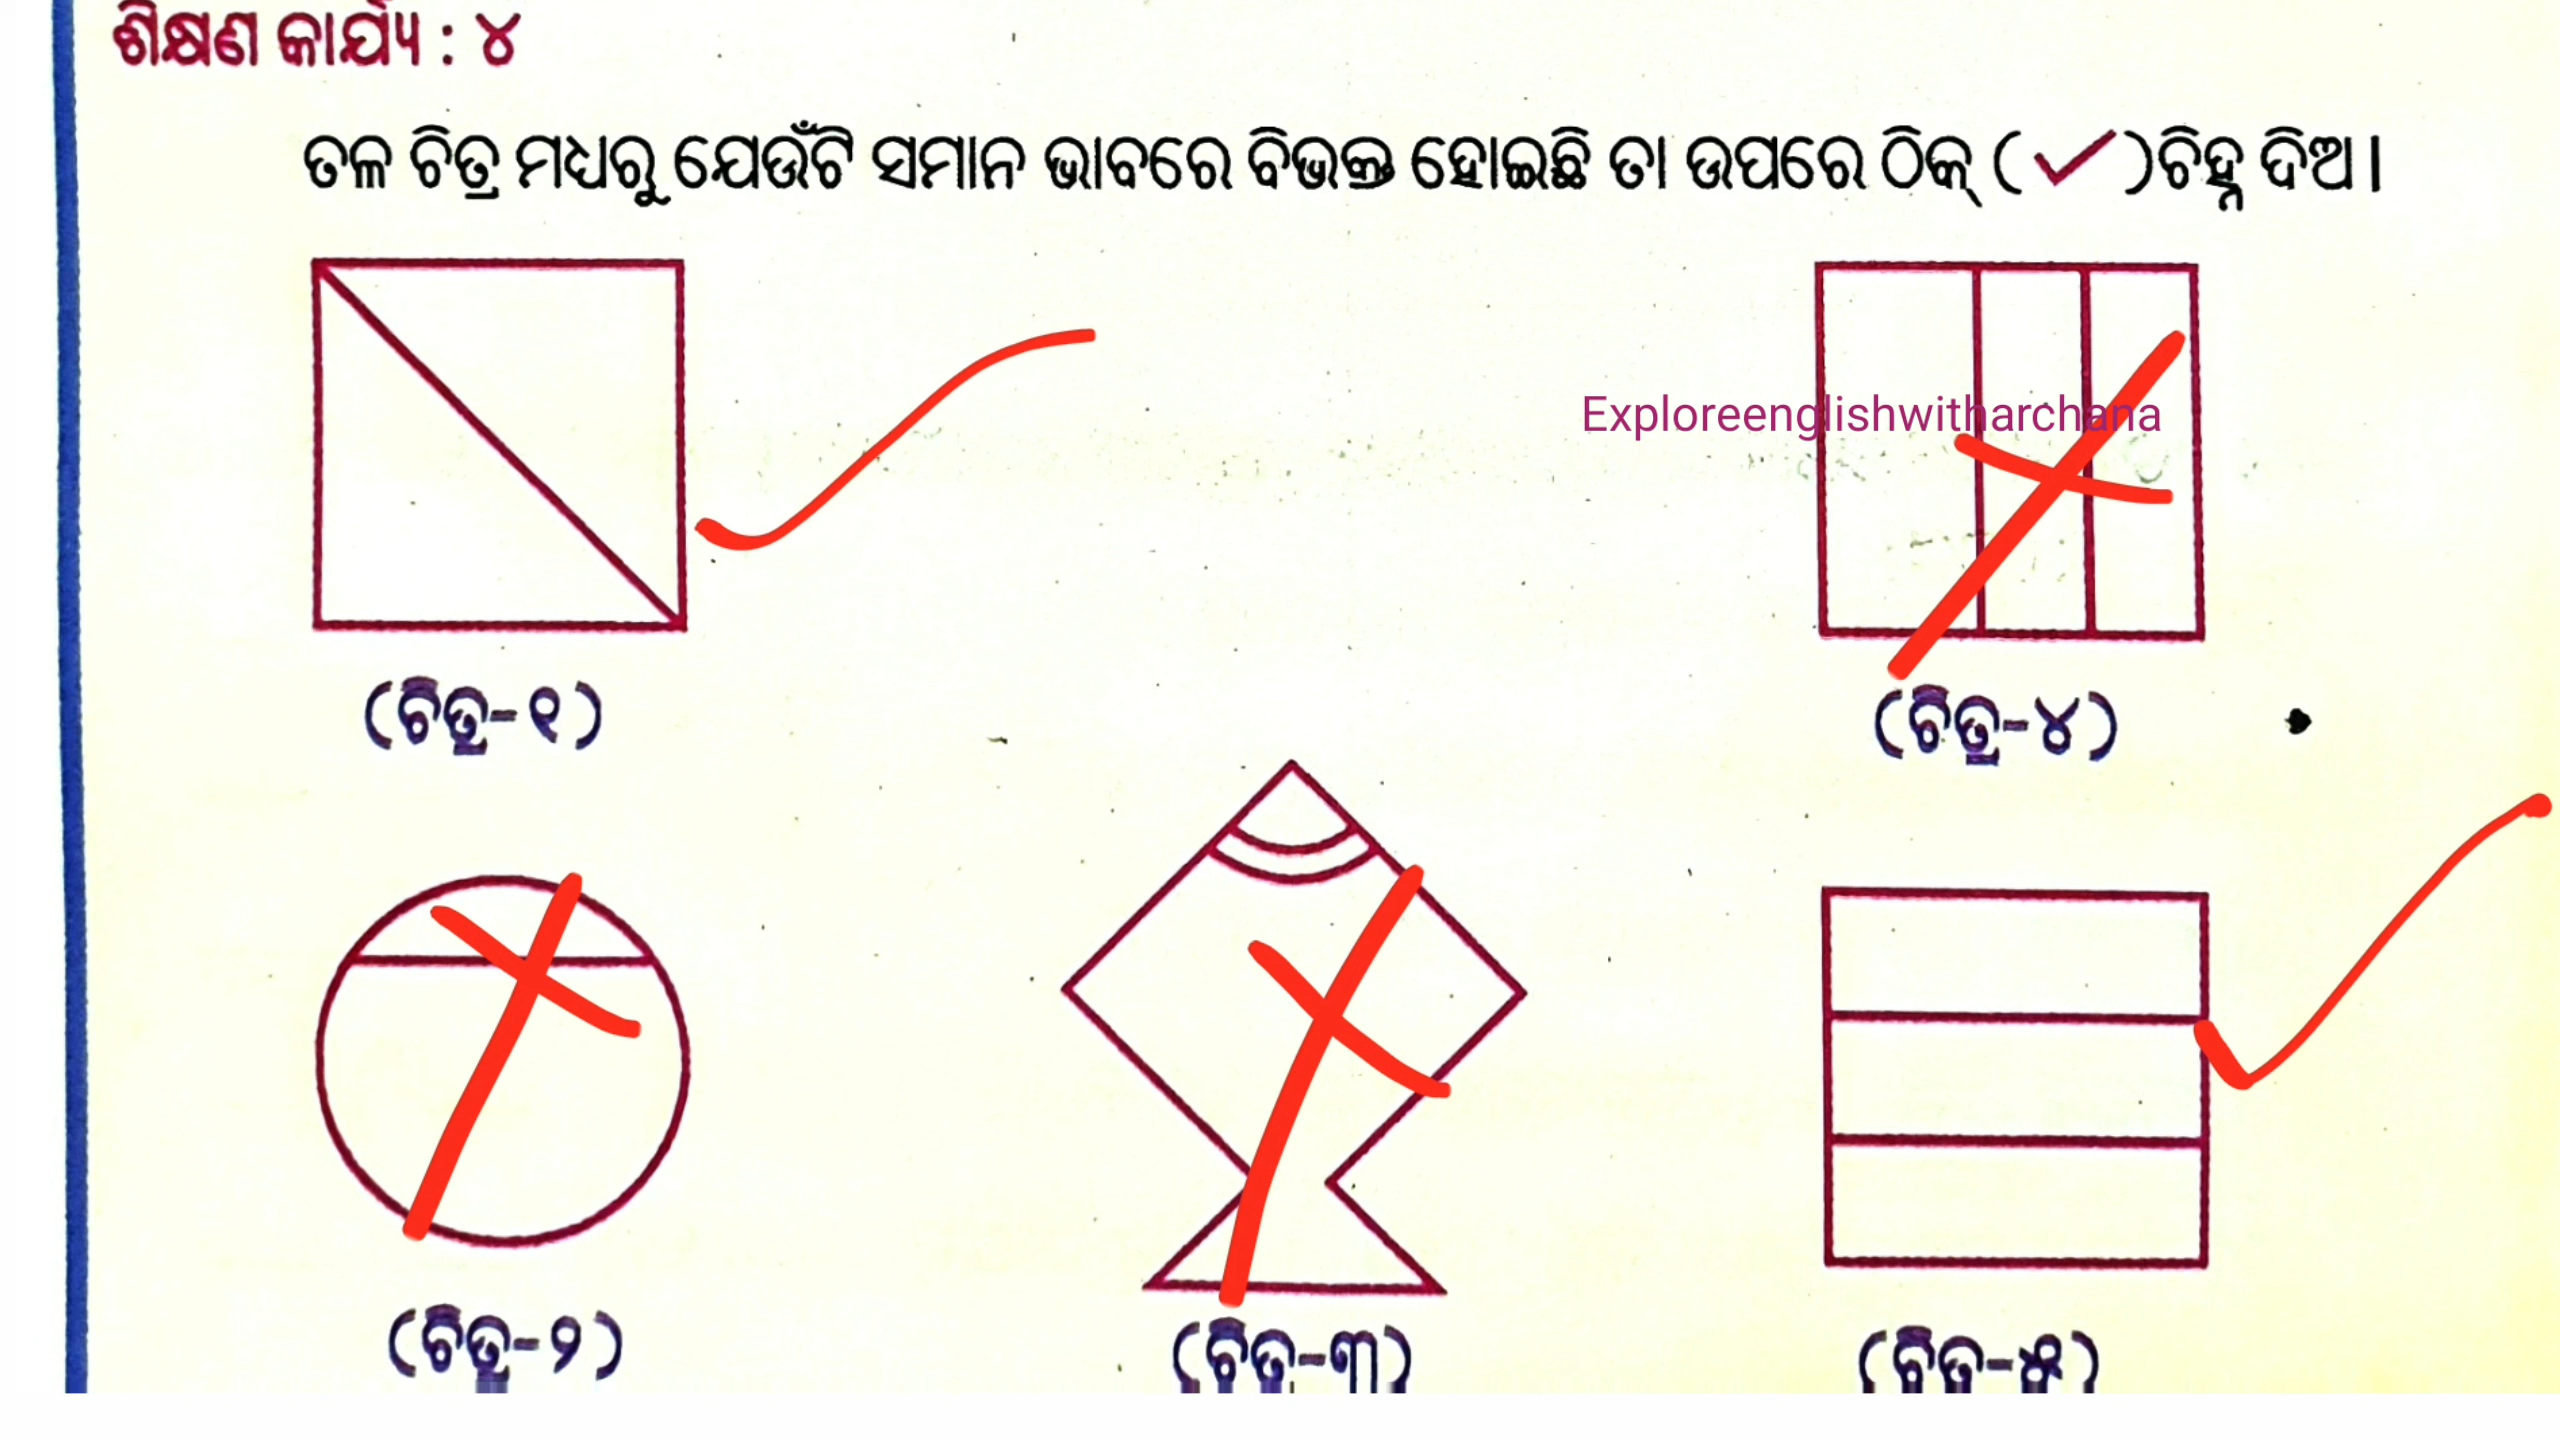 ଶିକ୍ଷଣ କାର୍ଯ୍ୟ : ୪
ତଳ ଚିତ୍ର ମଧ୍ୟରୁ ଯେଉଁଟି ସମାନ ଭାବରେ ବିଭକ୍ତ ହୋଇଛି ତା ଉପରେ ଠିକ୍ (✓)ଚିହ୍ନ ଦିଅ।
Exploreenglishwitharchana
(ଚିତ୍ର-୧)
(ଚିତ୍ର-୪)
(ଚିତ୍ର-୨)
(ଚିତ୍ର-୩)
(ଚିତ୍ର-୫)